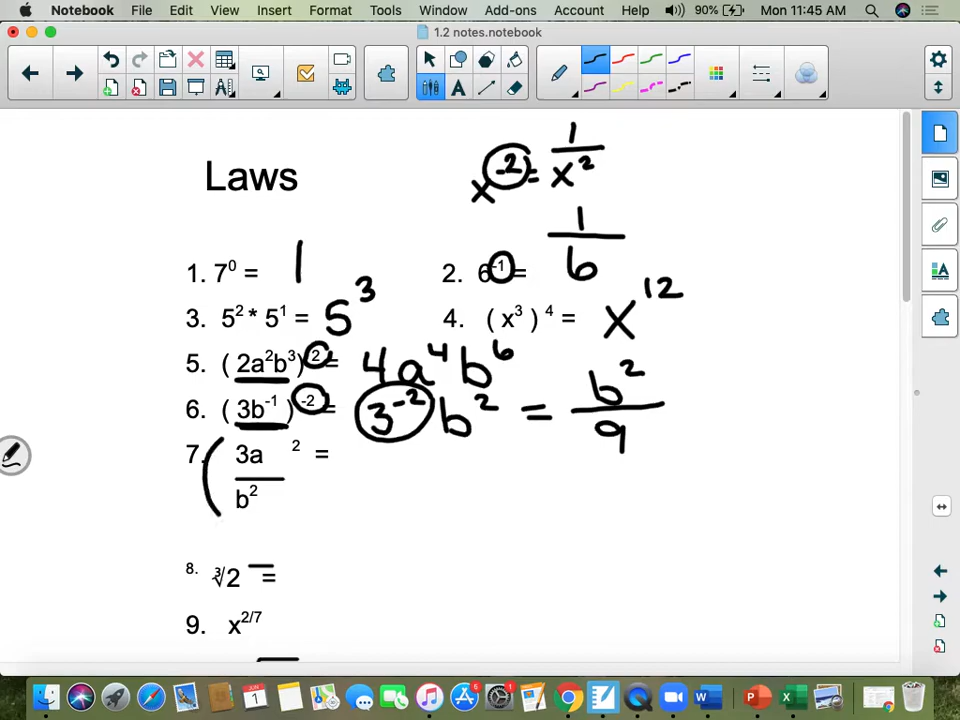 Notebook File Edit View Insert Format Tools Window Add-ons Account Help 90% Mon 11:45 AM
1.2 notes.notebook
x⁻² = 1/x²
Laws
1. 7⁰ = 1 2. 6⁻¹ = 1/6
3. 5² * 5¹ = 5³ 4. ( x³ ) ⁴ = x¹²
5. ( 2a²b³)² = 4a⁴b⁶
6. ( 3b⁻¹ )⁻² = 3⁻² b² = b²/9
7. ( 3a ² =
b²
8. ∛2 =
9. x²ᐟ⁷